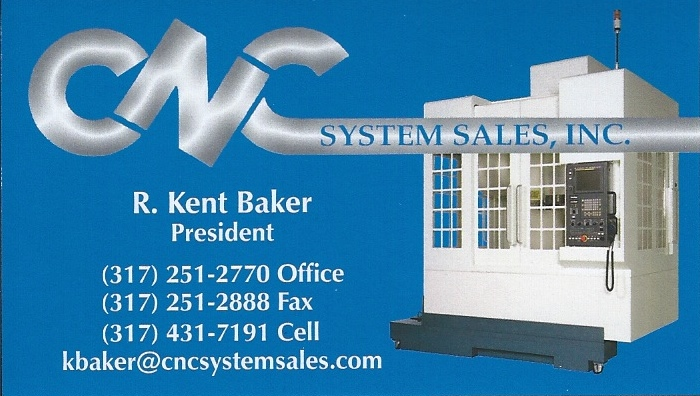 CNC
SYSTEM SALES, INC.
R. Kent Baker
President
(317) 251-2770 Office
(317) 251-2888 Fax
(317) 431-7191 Cell
kbaker@cncsystemsales.com